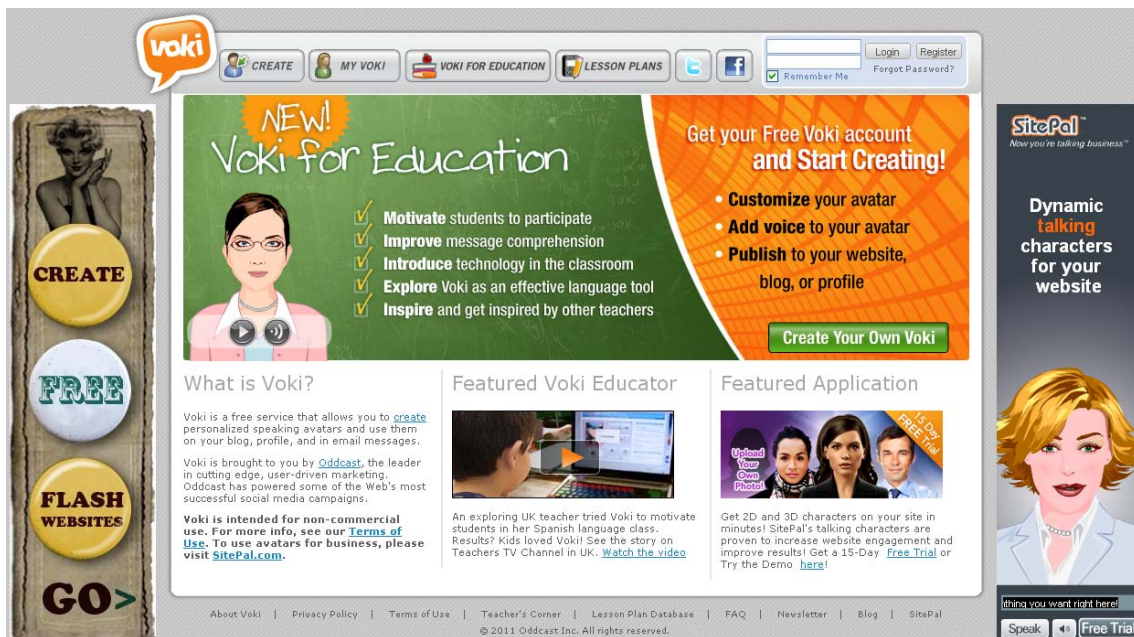 voki
CREATE
MY VOKI
VOKI FOR EDUCATION
LESSON PLANS
Login
Register
Remember Me
Forgot Password?
CREATE
FREE
FLASH
WEBSITES
GO>
NEW!
Voki for Education
Motivate students to participate
Improve message comprehension
Introduce technology in the classroom
Explore Voki as an effective language tool
Inspire and get inspired by other teachers
Get your Free Voki account
and Start Creating!
• Customize your avatar
• Add voice to your avatar
• Publish to your website,
blog, or profile
Create Your Own Voki
What is Voki?
Voki is a free service that allows you to create
personalized speaking avatars and use them
on your blog, profile, and in email messages.
Voki is brought to you by Oddcast, the leader
in cutting edge, user-driven marketing.
Oddcast has powered some of the Web's most
successful social media campaigns.
Voki is intended for non-commercial
use. For more info, see our Terms of
Use. To use avatars for business, please
visit SitePal.com.
Featured Voki Educator
An exploring UK teacher tried Voki to motivate
students in her Spanish language class.
Results? Kids loved Voki! See the story on
Teachers TV Channel in UK. Watch the video
Featured Application
Upload
Your
Own
Photo!
15 Day
FREE Trial
Get 2D and 3D characters on your site in
minutes! SitePal's talking characters are
proven to increase website engagement and
improve results! Get a 15-Day Free Trial or
Try the Demo here!
SitePal™
Now you're talking business™
Dynamic
talking
characters
for your
website
thing you want right here!
Speak
Free Trial
About Voki | Privacy Policy | Terms of Use | Teacher's Corner | Lesson Plan Database | FAQ | Newsletter | Blog | SitePal
© 2011 Oddcast Inc. All rights reserved.